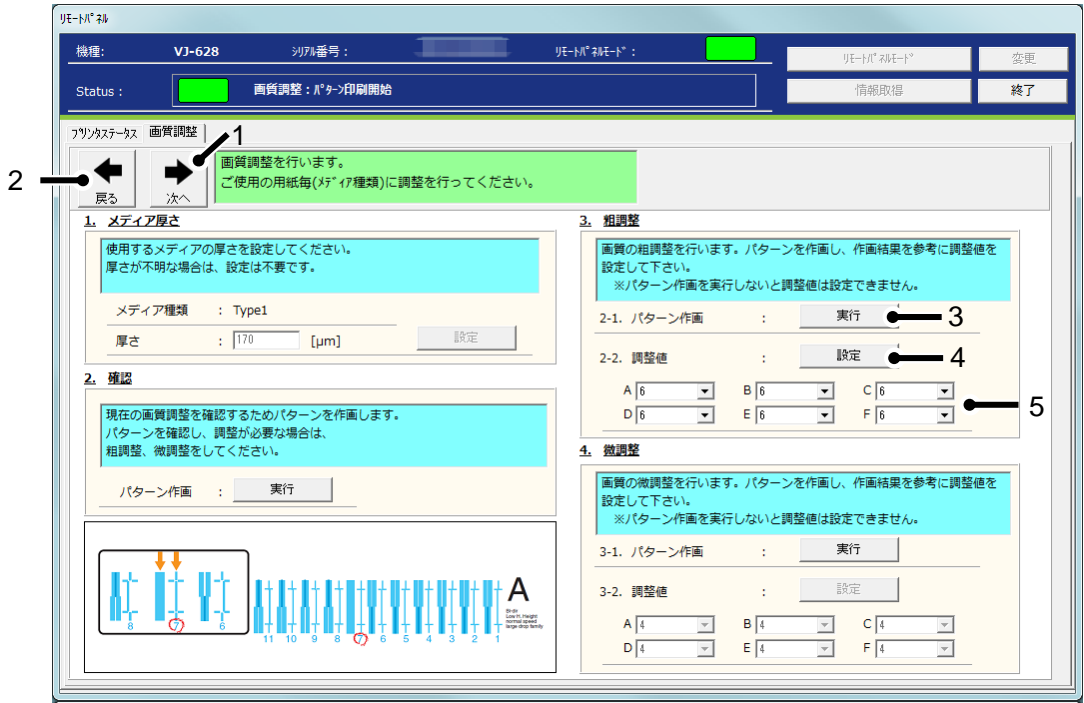 ﾘﾓｰﾄﾊﾟﾈﾙ
機種: VJ-628 ｼﾘｱﾙ番号： ﾘﾓｰﾄﾊﾟﾈﾙﾓｰﾄﾞ：
ﾘﾓｰﾄﾊﾟﾈﾙﾓｰﾄﾞ 変更
Status： 画質調整：ﾊﾟﾀｰﾝ印刷開始
情報取得 終了
ﾌﾟﾘﾝﾀｽﾃｰﾀｽ 画質調整 1
2 戻る 次へ
画質調整を行います。
ご使用の用紙毎(ﾒﾃﾞｨｱ種類)に調整を行ってください。
1. メディア厚さ
使用するメディアの厚さを設定してください。
厚さが不明な場合は、設定は不要です。
メディア種類 ： Type1
厚さ ： 170 [μm] 設定
2. 確認
現在の画質調整を確認するためパターンを作画します。
パターンを確認し、調整が必要な場合は、
粗調整、微調整をしてください。
パターン作画 ： 実行
8 7 6
11 10 9 8 7 6 5 4 3 2 1
A
Bi-dir
Low H. Height
normal speed
large drop family
3. 粗調整
画質の粗調整を行います。パターンを作画し、作画結果を参考に調整値を
設定して下さい。
※パターン作画を実行しないと調整値は設定できません。
2-1. パターン作画 ： 実行 3
2-2. 調整値 ： 設定 4
A 6 B 6 C 6
D 6 E 6 F 6
5
4. 微調整
画質の微調整を行います。パターンを作画し、作画結果を参考に調整値を
設定して下さい。
※パターン作画を実行しないと調整値は設定できません。
3-1. パターン作画 ： 実行
3-2. 調整値 ： 設定
A 4 B 4 C 4
D 4 E 4 F 4